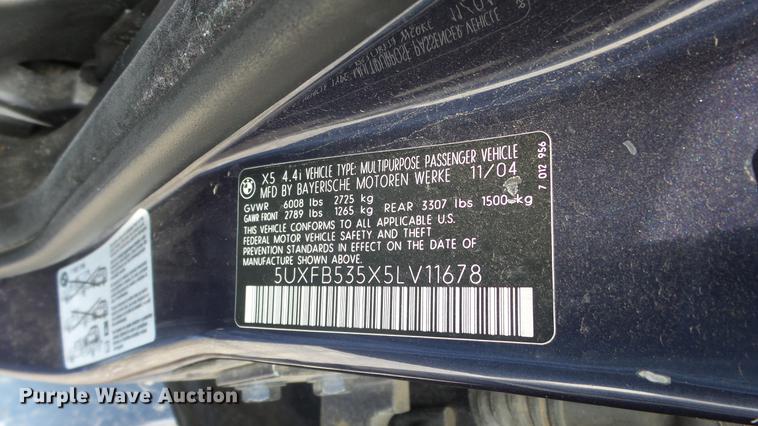 X5 4.4i VEHICLE TYPE: MULTIPURPOSE PASSENGER VEHICLE
MFD BY BAYERISCHE MOTOREN WERKE 11/04
GVWR 6008 lbs 2725 kg
GAWR FRONT 2789 lbs 1265 kg REAR 3307 lbs 1500 kg
THIS VEHICLE CONFORMS TO ALL APPLICABLE U.S.
FEDERAL MOTOR VEHICLE SAFETY AND THEFT
PREVENTION STANDARDS IN EFFECT ON THE DATE OF
MANUFACTURE SHOWN ABOVE.
5UXFB535X5LV11678
7 012 956
Purple Wave Auction